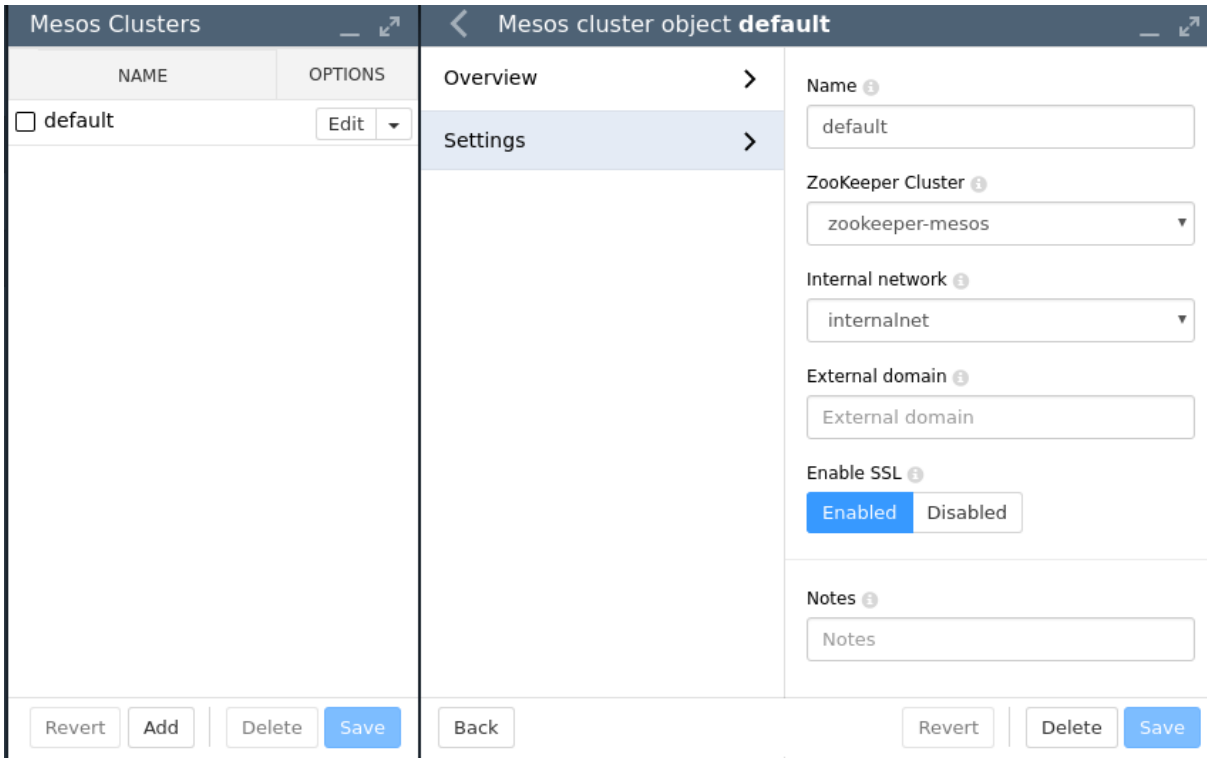 Mesos Clusters
NAME OPTIONS
default Edit
Revert Add Delete Save
Mesos cluster object default
Overview
Settings
Name
default
ZooKeeper Cluster
zookeeper-mesos
Internal network
internalnet
External domain
External domain
Enable SSL
Enabled Disabled
Notes
Notes
Back Revert Delete Save